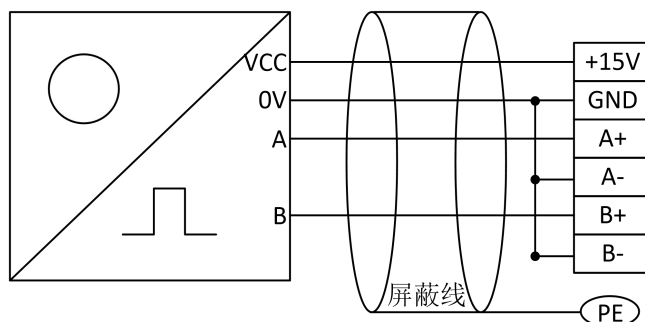 VCC
0V
A
B
+15V
GND
A+
A-
B+
B-
屏蔽线
PE